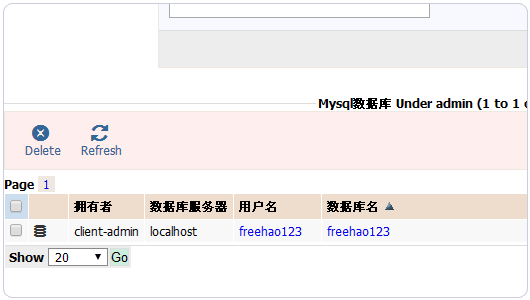 Mysql数据库 Under admin (1 to 1
Delete Refresh
Page 1
拥有者 数据库服务器 用户名 数据库名
client-admin localhost freehao123 freehao123
Show 20 Go